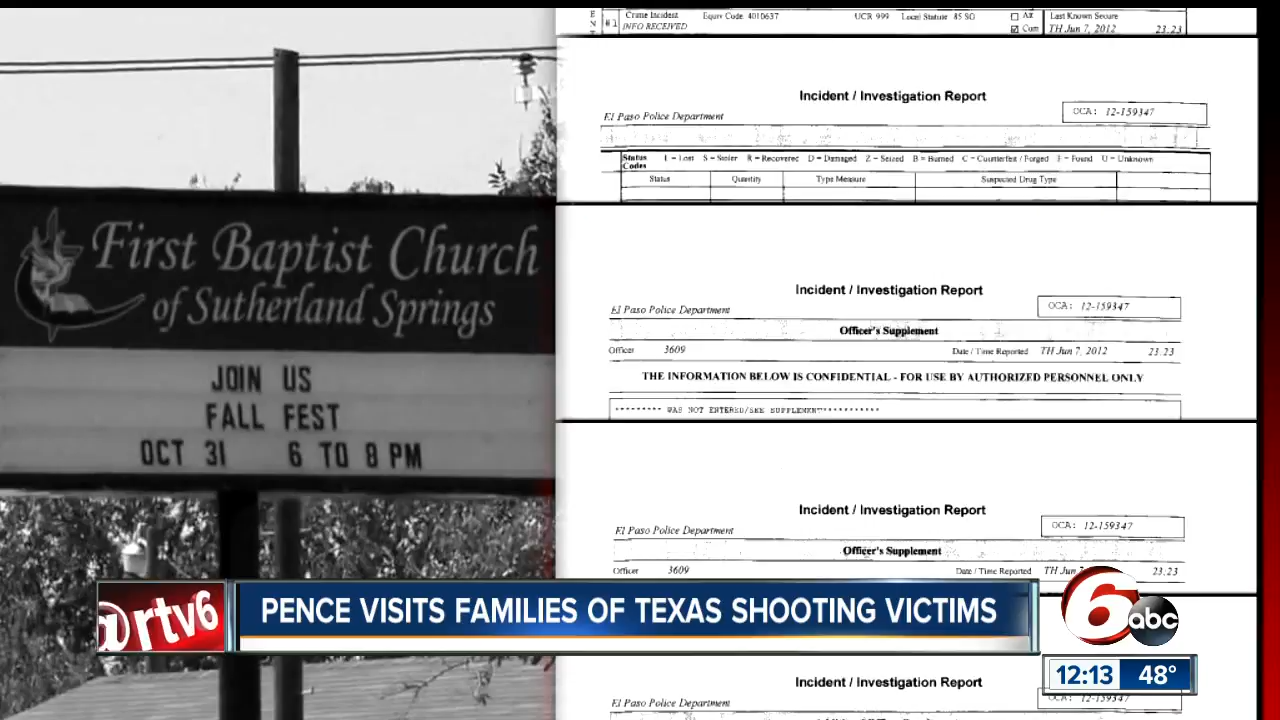 First Baptist Church
of Sutherland Springs
JOIN US
FALL FEST
OCT 31 6 TO 8 PM
#1
Crime Incident Equiv Code 4010637 UCR 999 Local Statute 85 SO
INFO RECEIVED
Com
Last Known Secure
TH Jun 7, 2012 23:23
Incident / Investigation Report
El Paso Police Department
OCA: 12-159347
Status Codes L = Lost S = Stolen R = Recovered D = Damaged Z = Seized B = Burned C = Counterfeit / Forged F = Found U = Unknown
Status Quantity Type Measure Suspected Drug Type
Incident / Investigation Report
El Paso Police Department
OCA: 12-159347
Officer's Supplement
Officer 3609 Date / Time Reported TH Jun 7, 2012 23:23
THE INFORMATION BELOW IS CONFIDENTIAL - FOR USE BY AUTHORIZED PERSONNEL ONLY
********* WAS NOT ENTERED/SEE SUPPLEMENT***********
Incident / Investigation Report
El Paso Police Department
OCA: 12-159347
Officer's Supplement
Officer 3609 Date / Time Reported TH Jun 23:23
Incident / Investigation Report
El Paso Police Department
OCA: 12-159347
@rtv6
PENCE VISITS FAMILIES OF TEXAS SHOOTING VICTIMS
6 abc
12:13 48°